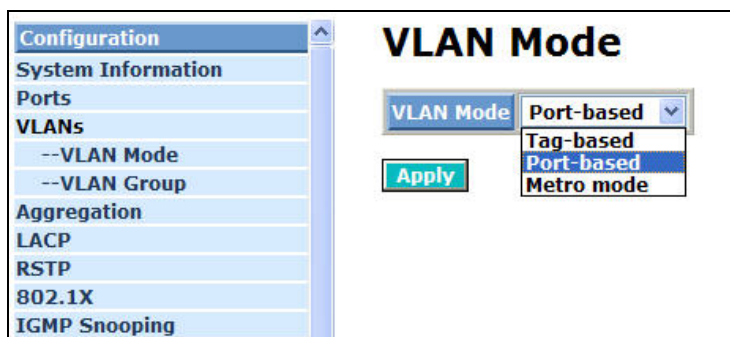 Configuration
System Information
Ports
VLANs
--VLAN Mode
--VLAN Group
Aggregation
LACP
RSTP
802.1X
IGMP Snooping
VLAN Mode
VLAN Mode Port-based
Tag-based
Port-based
Metro mode
Apply